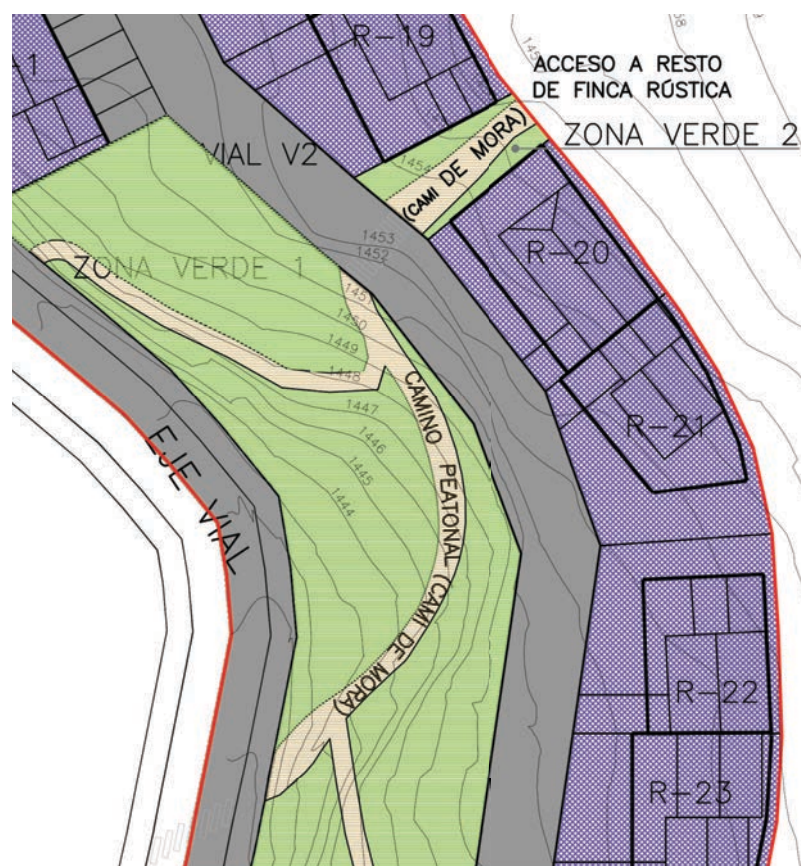 R-19
-1
ACCESO A RESTO
DE FINCA RÚSTICA
ZONA VERDE 2
VIAL V2
(CAMI DE MORA)
1454
1453
1452
R-20
ZONA VERDE 1
1451
1450
1449
1448
1447
1446
1445
1444
CAMINO PEATONAL (CAMI DE MORA)
R-21
EJE VIAL
R-22
R-23